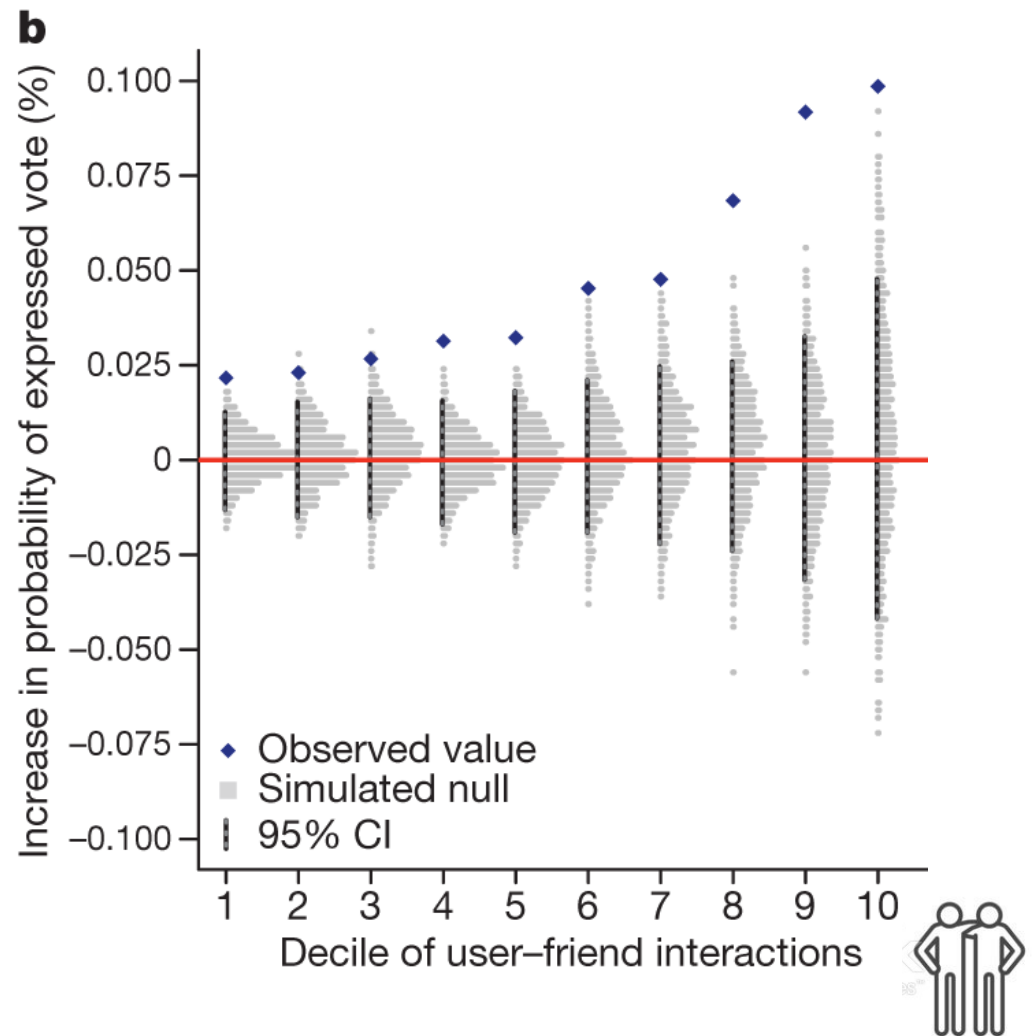 b
Increase in probability of expressed vote (%)
0.100
0.075
0.050
0.025
0
–0.025
–0.050
–0.075
–0.100
Observed value
Simulated null
95% CI
1 2 3 4 5 6 7 8 9 10
Decile of user–friend interactions